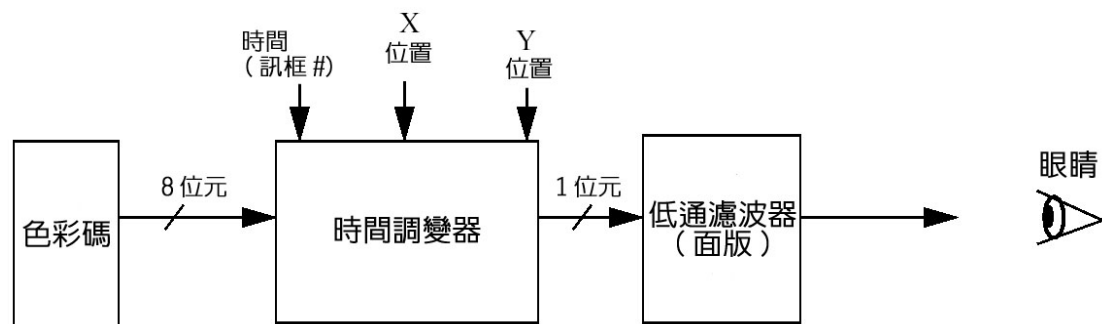 時間
(訊框 #)
X
位置
Y
位置
色彩碼
8位元
時間調變器
1位元
低通濾波器
(面版)
眼睛